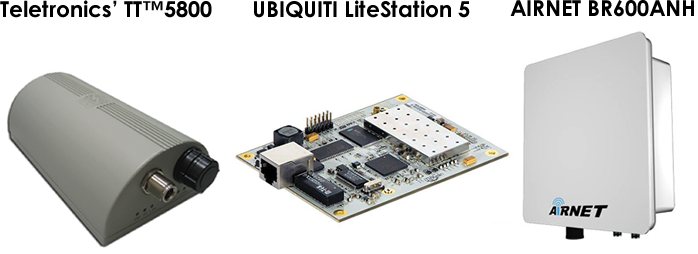 Teletronics’ TT™5800
UBIQUITI LiteStation 5
AIRNET BR600ANH
AIRNET